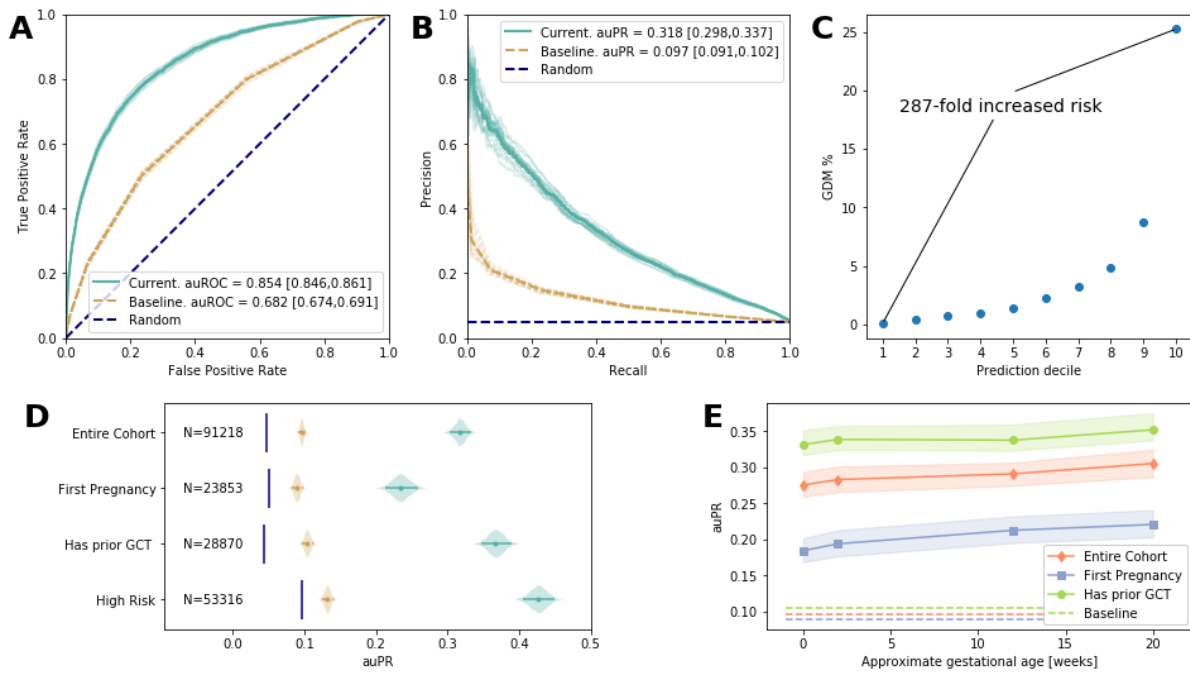 A
1.0
0.8
0.6
0.4
0.2
0.0
True Positive Rate
Current. auROC = 0.854 [0.846,0.861]
Baseline. auROC = 0.682 [0.674,0.691]
Random
0.0 0.2 0.4 0.6 0.8 1.0
False Positive Rate
B
1.0
0.8
0.6
0.4
0.2
0.0
Precision
Current. auPR = 0.318 [0.298,0.337]
Baseline. auPR = 0.097 [0.091,0.102]
Random
0.0 0.2 0.4 0.6 0.8 1.0
Recall
C
25
20
15
10
5
0
GDM %
287-fold increased risk
1 2 3 4 5 6 7 8 9 10
Prediction decile
D
Entire Cohort N=91218
First Pregnancy N=23853
Has prior GCT N=28870
High Risk N=53316
0.0 0.1 0.2 0.3 0.4 0.5
auPR
E
0.35
0.30
0.25
0.20
0.15
0.10
auPR
Entire Cohort
First Pregnancy
Has prior GCT
Baseline
0 5 10 15 20
Approximate gestational age [weeks]